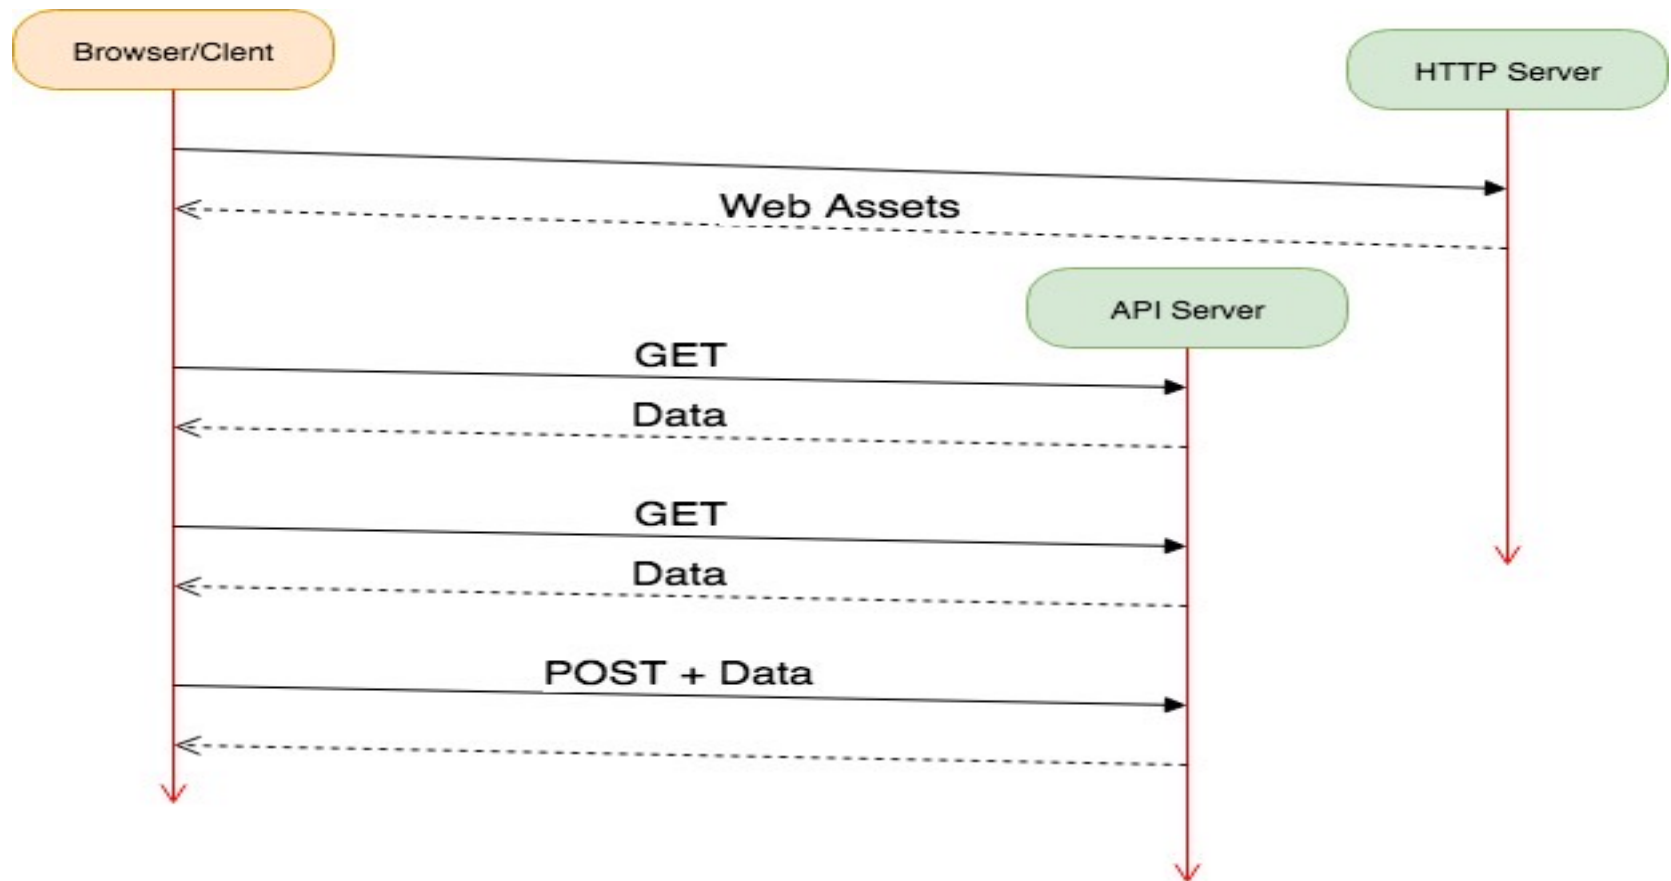 Browser/Clent
HTTP Server
Web Assets
API Server
GET
Data
GET
Data
POST + Data